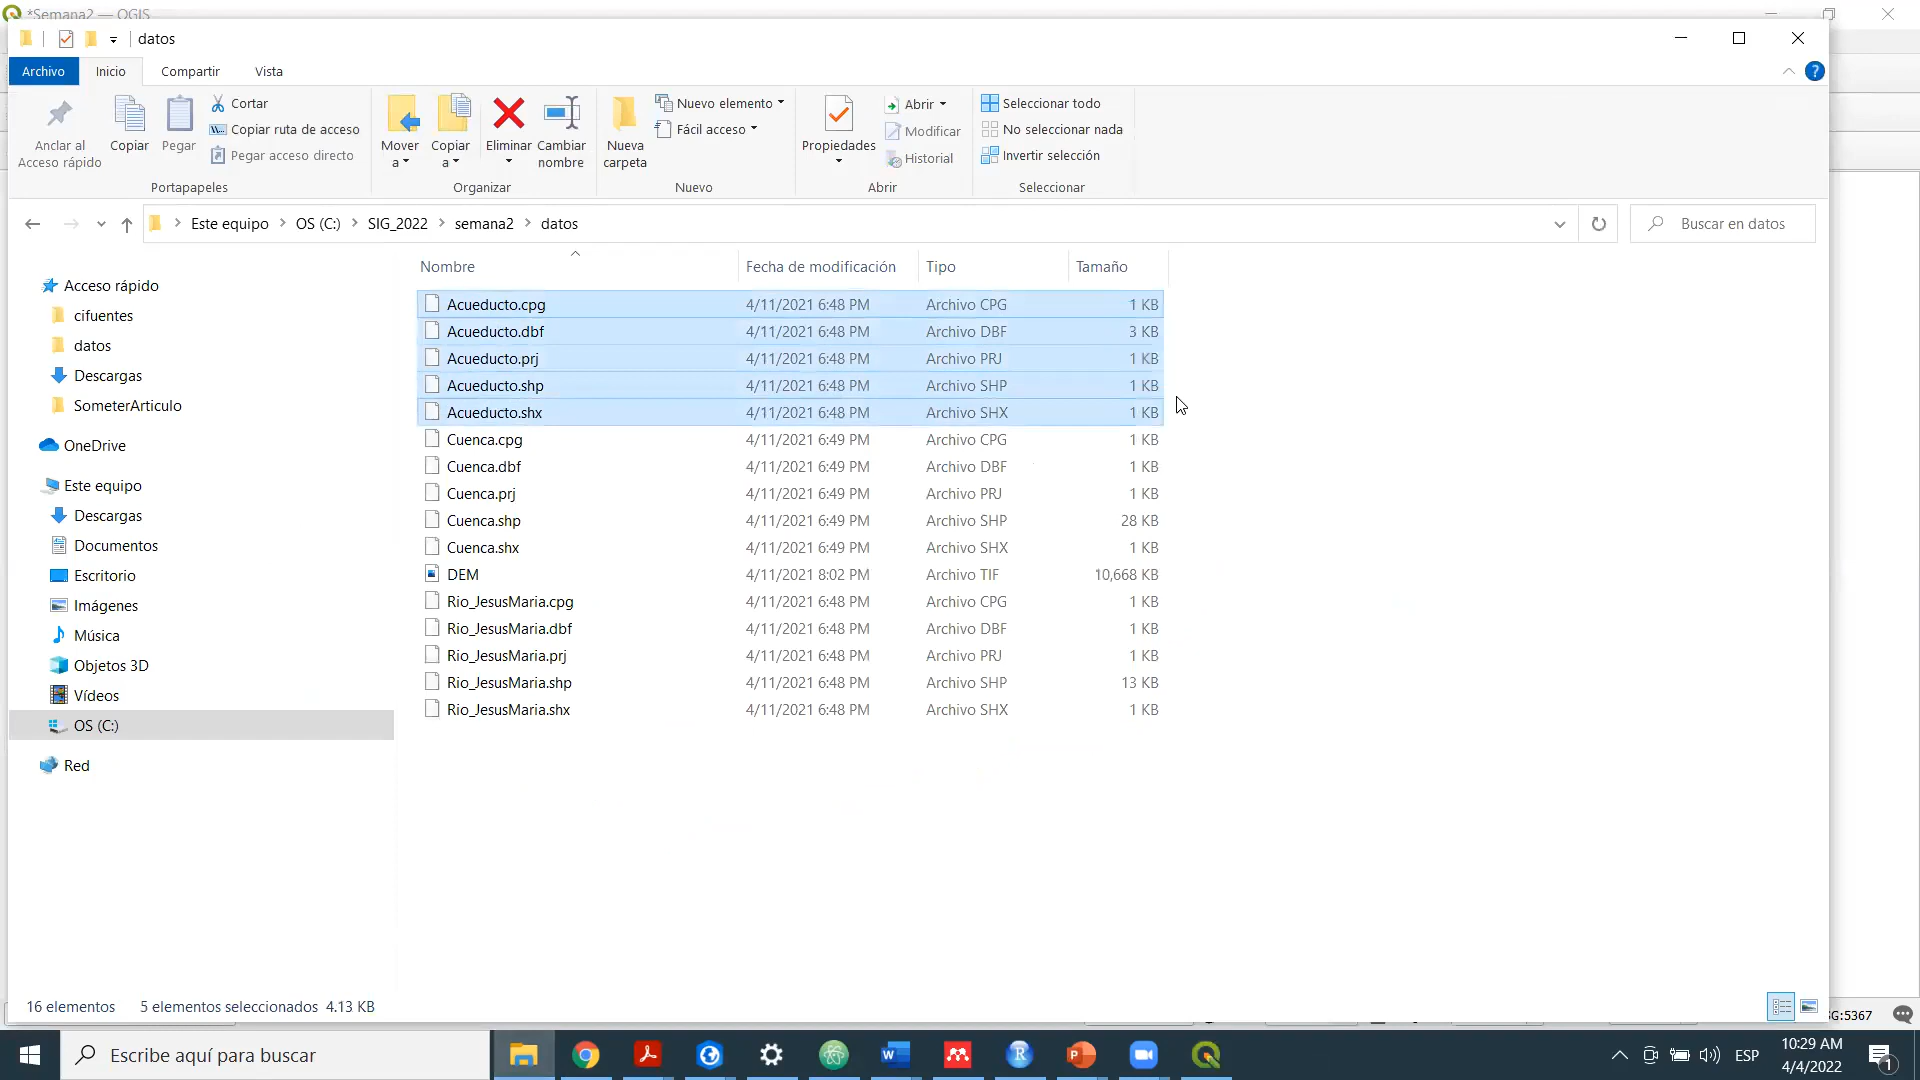 *Semana2 — QGIS
datos
Archivo Inicio Compartir Vista
Anclar al Acceso rápido
Copiar
Pegar
Cortar
Copiar ruta de acceso
Pegar acceso directo
Portapapeles
Mover a
Copiar a
Eliminar
Cambiar nombre
Organizar
Nueva carpeta
Nuevo elemento
Fácil acceso
Nuevo
Propiedades
Abrir
Modificar
Historial
Abrir
Seleccionar todo
No seleccionar nada
Invertir selección
Seleccionar
Este equipo > OS (C:) > SIG_2022 > semana2 > datos
Buscar en datos
Acceso rápido
cifuentes
datos
Descargas
SometerArticulo
OneDrive
Este equipo
Descargas
Documentos
Escritorio
Imágenes
Música
Objetos 3D
Vídeos
OS (C:)
Red
Nombre Fecha de modificación Tipo Tamaño
Acueducto.cpg 4/11/2021 6:48 PM Archivo CPG 1 KB
Acueducto.dbf 4/11/2021 6:48 PM Archivo DBF 3 KB
Acueducto.prj 4/11/2021 6:48 PM Archivo PRJ 1 KB
Acueducto.shp 4/11/2021 6:48 PM Archivo SHP 1 KB
Acueducto.shx 4/11/2021 6:48 PM Archivo SHX 1 KB
Cuenca.cpg 4/11/2021 6:49 PM Archivo CPG 1 KB
Cuenca.dbf 4/11/2021 6:49 PM Archivo DBF 1 KB
Cuenca.prj 4/11/2021 6:49 PM Archivo PRJ 1 KB
Cuenca.shp 4/11/2021 6:49 PM Archivo SHP 28 KB
Cuenca.shx 4/11/2021 6:49 PM Archivo SHX 1 KB
DEM 4/11/2021 8:02 PM Archivo TIF 10,668 KB
Rio_JesusMaria.cpg 4/11/2021 6:48 PM Archivo CPG 1 KB
Rio_JesusMaria.dbf 4/11/2021 6:48 PM Archivo DBF 1 KB
Rio_JesusMaria.prj 4/11/2021 6:48 PM Archivo PRJ 1 KB
Rio_JesusMaria.shp 4/11/2021 6:48 PM Archivo SHP 13 KB
Rio_JesusMaria.shx 4/11/2021 6:48 PM Archivo SHX 1 KB
16 elementos 5 elementos seleccionados 4.13 KB
G:5367
Escribe aquí para buscar
ESP
10:29 AM
4/4/2022
1